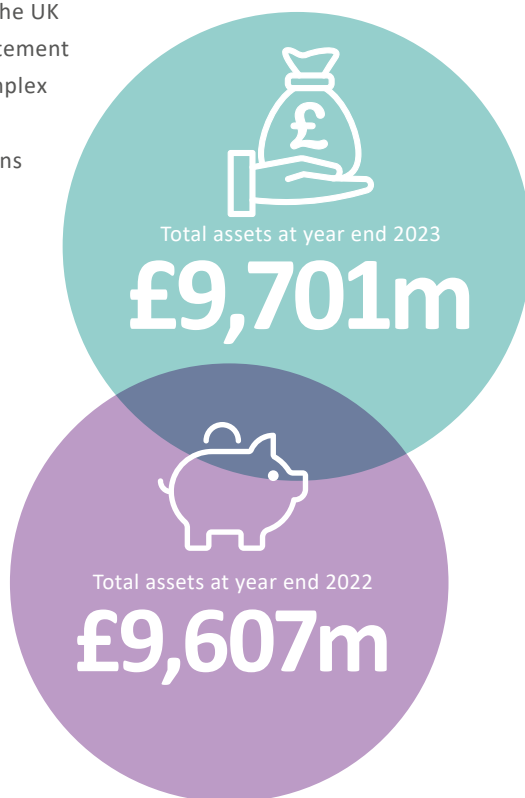 he UK
cement
nplex
ns
£
Total assets at year end 2023
£9,701m
Total assets at year end 2022
£9,607m